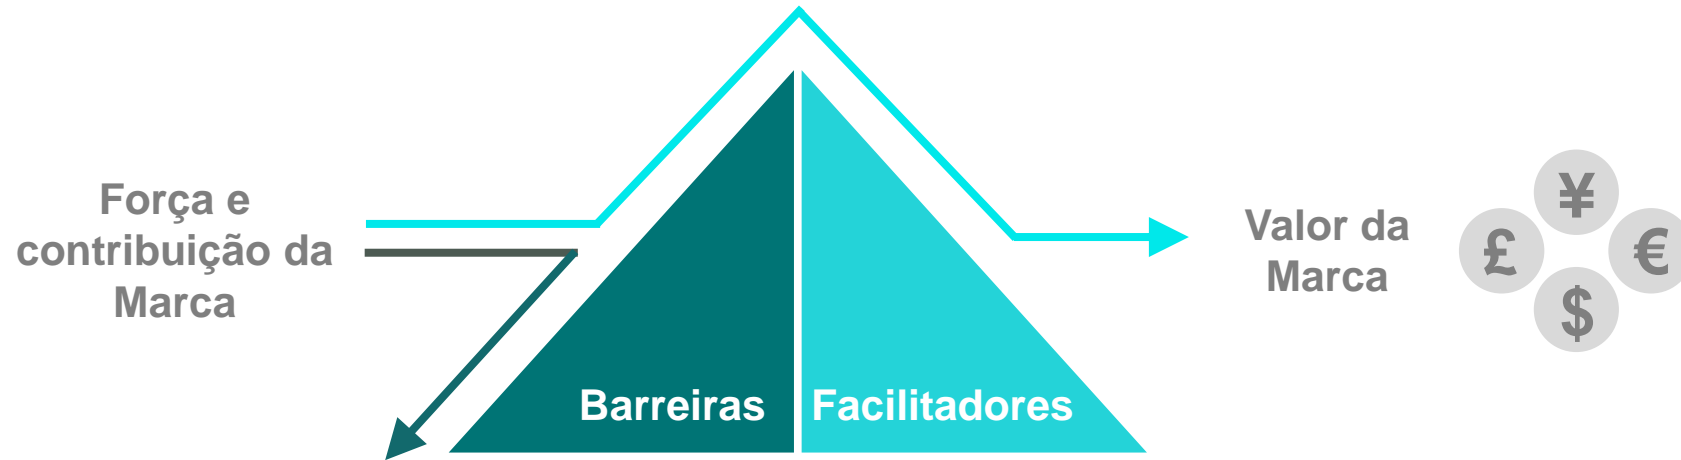 Força e
contribuição da
Marca
Barreiras
Facilitadores
Valor da
Marca
¥
£
€
$